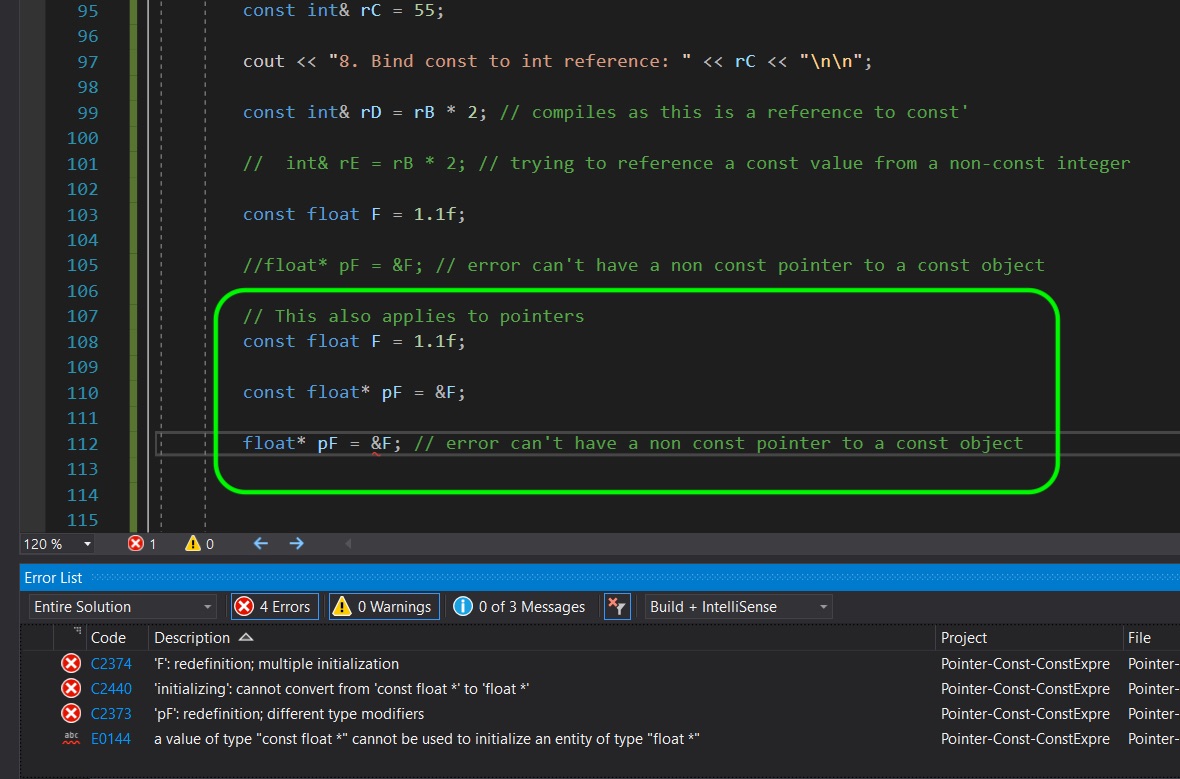 95 const int& rC = 55;
96
97 cout << "8. Bind const to int reference: " << rC << "\n\n";
98
99 const int& rD = rB * 2; // compiles as this is a reference to const'
100
101 //  int& rE = rB * 2; // trying to reference a const value from a non-const integer
102
103 const float F = 1.1f;
104
105 //float* pF = &F; // error can't have a non const pointer to a const object
106
107 // This also applies to pointers
108 const float F = 1.1f;
109
110 const float* pF = &F;
111
112 float* pF = &F; // error can't have a non const pointer to a const object
113
114
115
120 % 1 0
Error List
Entire Solution 4 Errors 0 Warnings 0 of 3 Messages Build + IntelliSense
Code Description Project File
C2374 'F': redefinition; multiple initialization Pointer-Const-ConstExpre Pointer-
C2440 'initializing': cannot convert from 'const float *' to 'float *' Pointer-Const-ConstExpre Pointer-
C2373 'pF': redefinition; different type modifiers Pointer-Const-ConstExpre Pointer-
abc E0144 a value of type "const float *" cannot be used to initialize an entity of type "float *" Pointer-Const-ConstExpre Pointer-